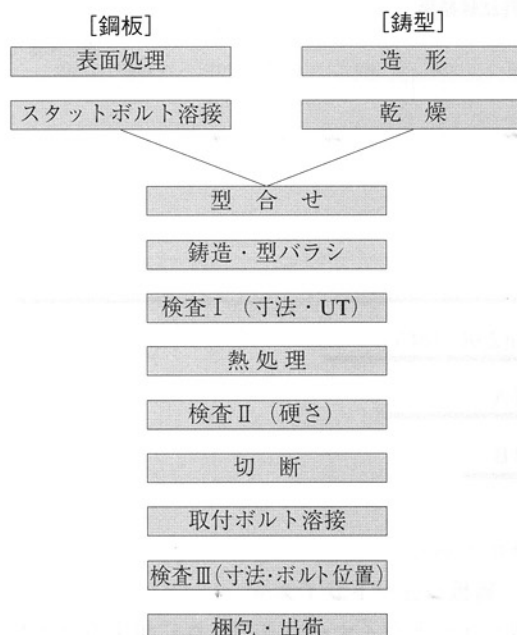 [鋼板]
[鋳型]
表面処理
造 形
スタットボルト溶接
乾 燥
型 合 せ
鋳造・型バラシ
検査Ⅰ（寸法・UT）
熱 処 理
検査Ⅱ（硬さ）
切 断
取付ボルト溶接
検査Ⅲ(寸法・ボルト位置)
梱包・出荷